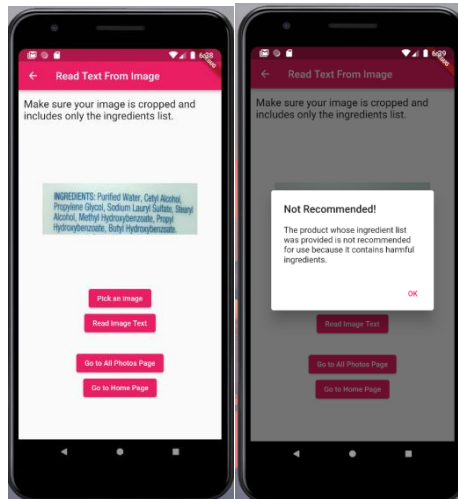 6:38
Read Text From Image
Make sure your image is cropped and
includes only the ingredients list.
INGREDIENTS: Purified Water, Cetyl Alcohol,
Propylene Glycol, Sodium Lauryl Sulfate, Stearyl
Alcohol, Methyl Hydroxybenzoate, Propyl
Hydroxybenzoate, Butyl Hydroxybenzoate.
Pick an Image
Read Image Text
Go to All Photos Page
Go to Home Page
6:39
Read Text From Image
Make sure your image is cropped and
includes only the ingredients list.
Not Recommended!
The product whose ingredient list
was provided is not recommended
for use because it contains harmful
ingredients.
OK
Read Image Text
Go to All Photos Page
Go to Home Page